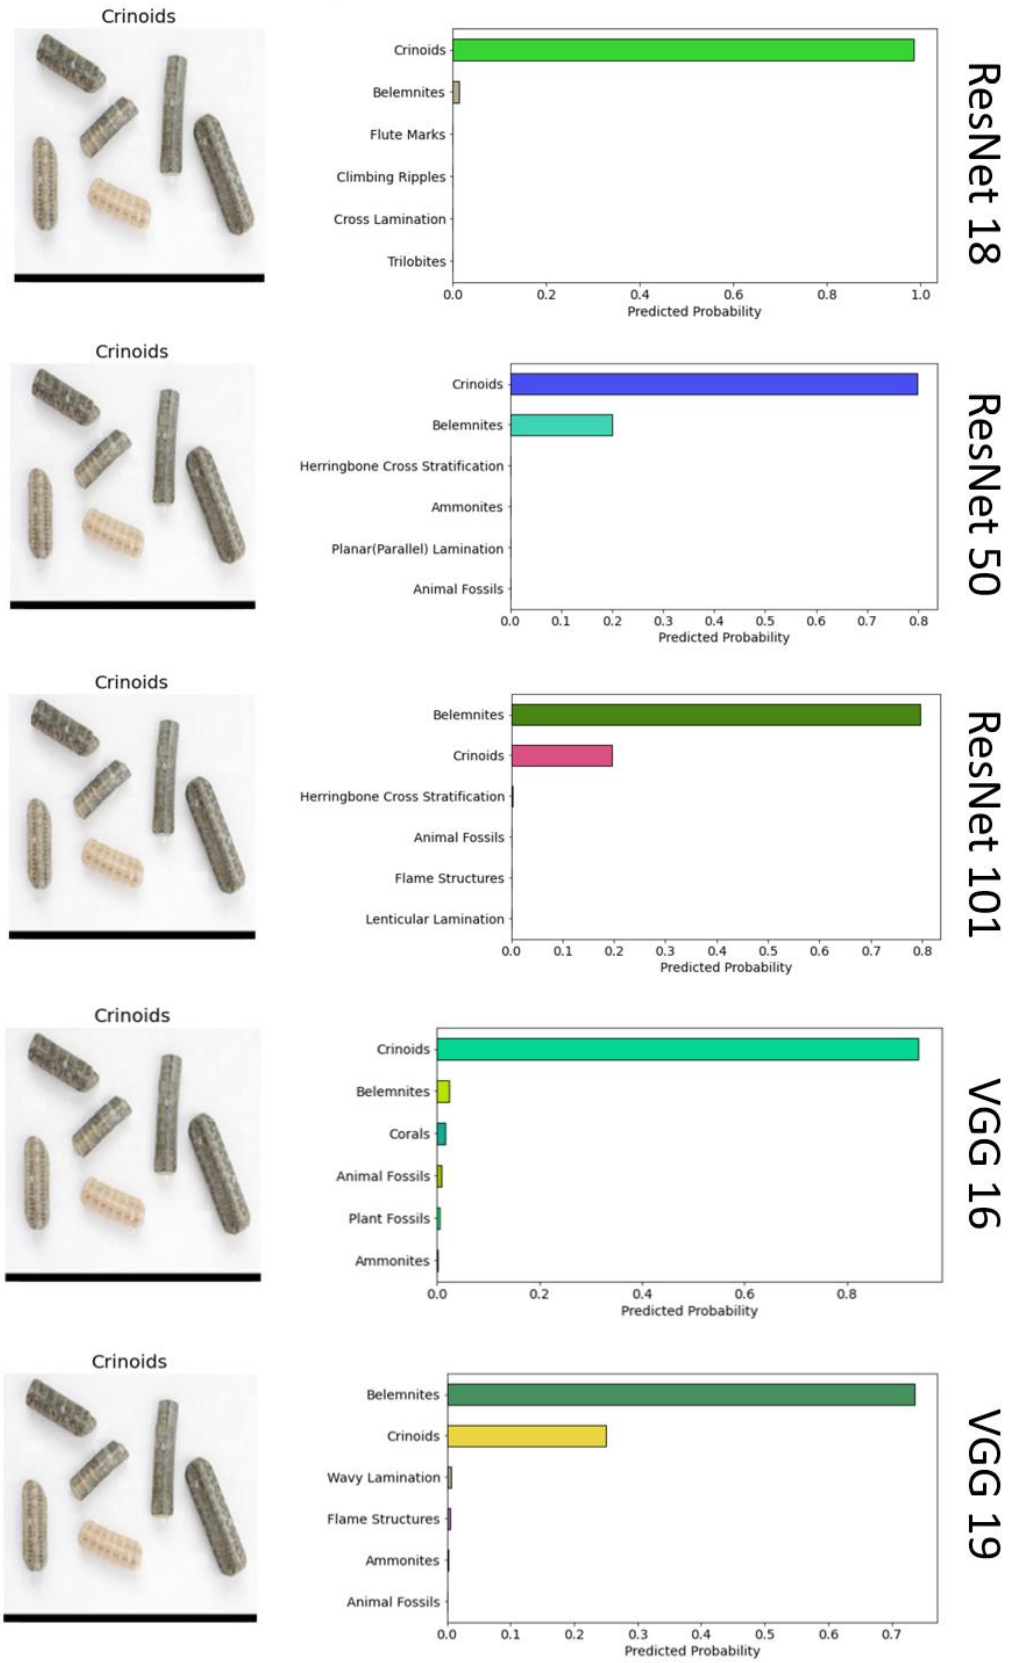 Crinoids
Crinoids
Belemnites
Flute Marks
Climbing Ripples
Cross Lamination
Trilobites
0.0 0.2 0.4 0.6 0.8 1.0
Predicted Probability
ResNet 18
Crinoids
Crinoids
Belemnites
Herringbone Cross Stratification
Ammonites
Planar(Parallel) Lamination
Animal Fossils
0.0 0.1 0.2 0.3 0.4 0.5 0.6 0.7 0.8
Predicted Probability
ResNet 50
Crinoids
Belemnites
Crinoids
Herringbone Cross Stratification
Animal Fossils
Flame Structures
Lenticular Lamination
0.0 0.1 0.2 0.3 0.4 0.5 0.6 0.7 0.8
Predicted Probability
ResNet 101
Crinoids
Crinoids
Belemnites
Corals
Animal Fossils
Plant Fossils
Ammonites
0.0 0.2 0.4 0.6 0.8
Predicted Probability
VGG 16
Crinoids
Belemnites
Crinoids
Wavy Lamination
Flame Structures
Ammonites
Animal Fossils
0.0 0.1 0.2 0.3 0.4 0.5 0.6 0.7
Predicted Probability
VGG 19